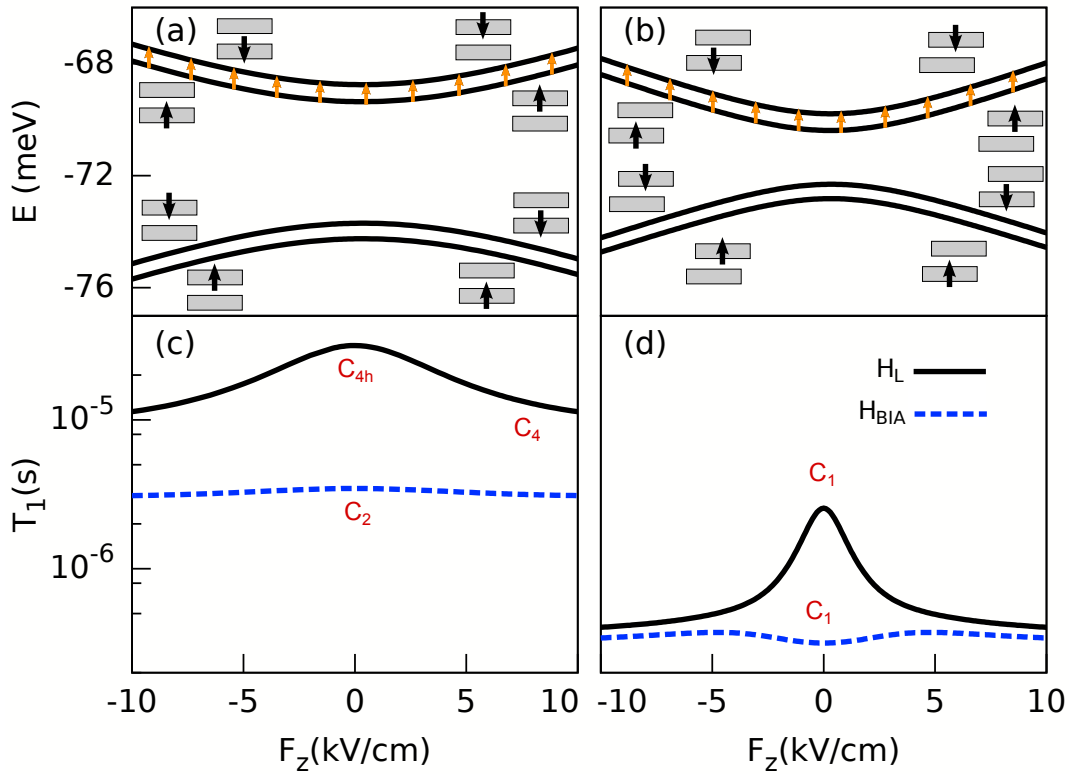 (a)
(b)
-68
-72
-76
E (meV)
(c)
C4h
C4
C2
10-5
10-6
T1(s)
(d)
HL
HBIA
C1
C1
-10
-5
0
5
10
-10
-5
0
5
10
Fz(kV/cm)
Fz(kV/cm)